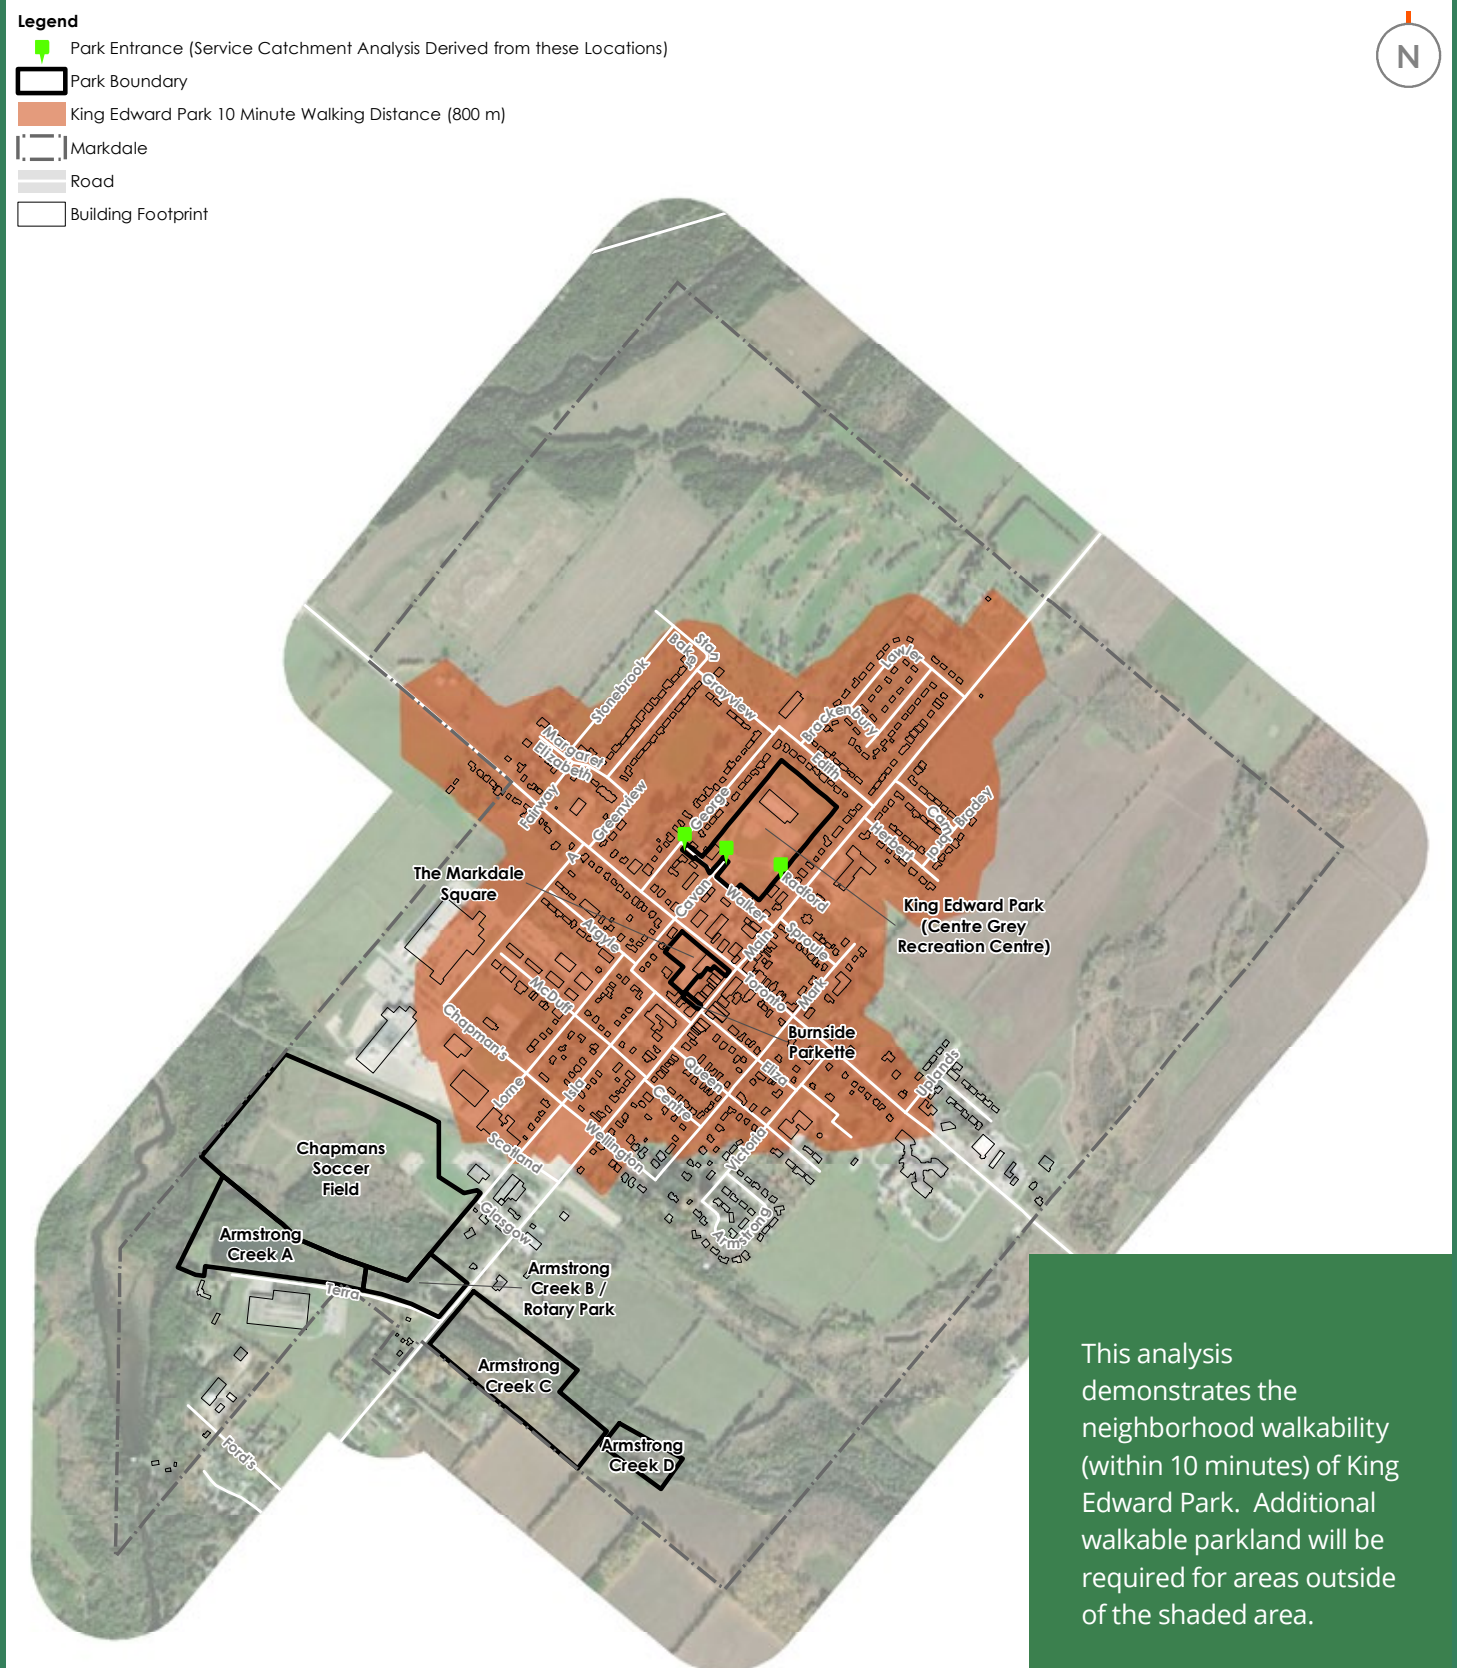 Legend
Park Entrance (Service Catchment Analysis Derived from these Locations)
Park Boundary
King Edward Park 10 Minute Walking Distance (800 m)
Markdale
Road
Building Footprint
N
Stan
Baks
Grayview
Stonebrook
Lawler
Brackenbury
Margaret
Elizabeth
Edith
Fairway
Greenview
George
Bradey
Herbert
A
The Markdale
Square
Cavan
Walker
Radford
King Edward Park
(Centre Grey
Recreation Centre)
Argyle
Main
Sproule
McDuff
Toronto
Mark
Chapman's
Burnside
Parkette
Lorne
Isla
Queen
Eliza
Centre
Uplands
Scotland
Wellington
Victoria
Chapmans
Soccer
Field
Glasgow
Armstrong
Armstrong
Creek A
Terra
Armstrong
Creek B /
Rotary Park
Armstrong
Creek C
Armstrong
Creek D
Ford's
This analysis
demonstrates the
neighborhood walkability
(within 10 minutes) of King
Edward Park.  Additional
walkable parkland will be
required for areas outside
of the shaded area.